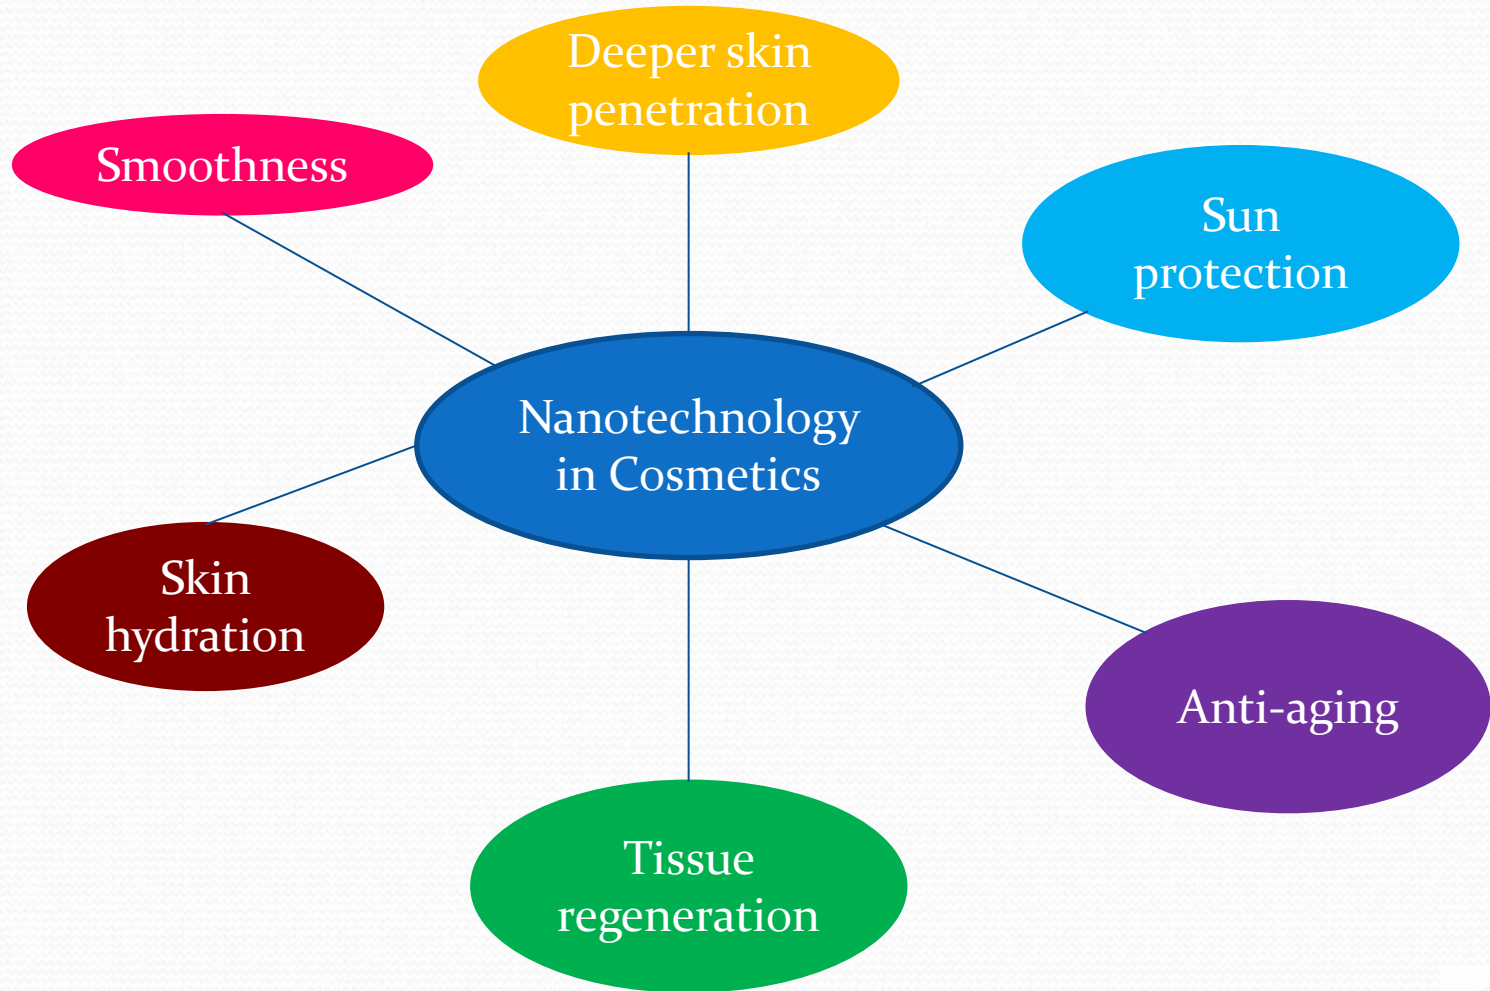 Deeper skin
penetration
Smoothness
Sun
protection
Nanotechnology
in Cosmetics
Skin
hydration
Anti-aging
Tissue
regeneration